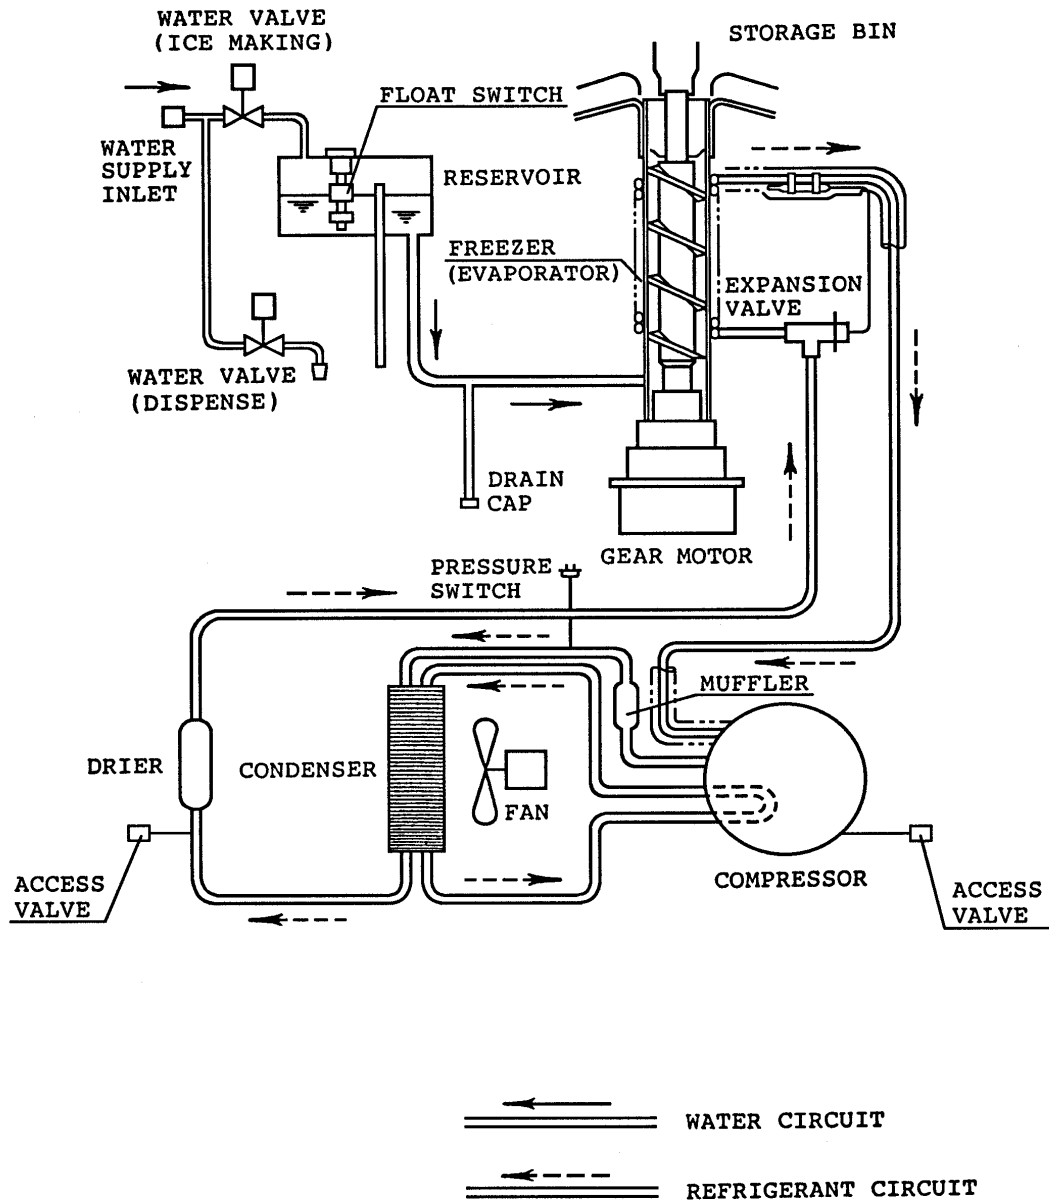 WATER VALVE
(ICE MAKING)
STORAGE BIN
FLOAT SWITCH
WATER
SUPPLY
INLET
RESERVOIR
FREEZER
(EVAPORATOR)
EXPANSION
VALVE
WATER VALVE
(DISPENSE)
DRAIN
CAP
GEAR MOTOR
PRESSURE
SWITCH
MUFFLER
DRIER
CONDENSER
FAN
COMPRESSOR
ACCESS
VALVE
ACCESS
VALVE
WATER CIRCUIT
REFRIGERANT CIRCUIT